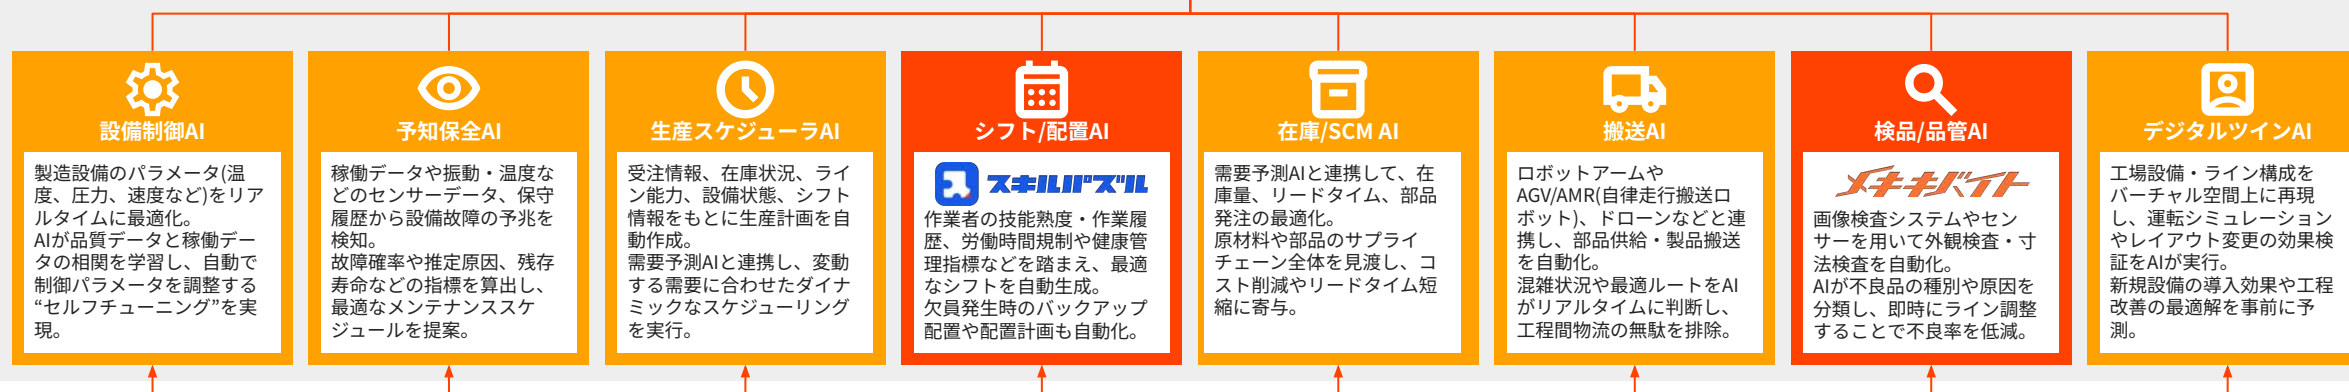 設備制御AI
製造設備のパラメータ(温
度、圧力、速度など)をリア
ルタイムに最適化。
AIが品質データと稼働デー
タの相関を学習し、自動で
制御パラメータを調整する
“セルフチューニング”を実
現。
予知保全AI
稼働データや振動・温度な
どのセンサーデータ、保守
履歴から設備故障の予兆を
検知。
故障確率や推定原因、残存
寿命などの指標を算出し、
最適なメンテナンススケ
ジュールを提案。
生産スケジューラAI
受注情報、在庫状況、ライ
ン能力、設備状態、シフト
情報をもとに生産計画を自
動作成。
需要予測AIと連携し、変動
する需要に合わせたダイナ
ミックなスケジューリング
を実行。
シフト/配置AI
スキルパズル
作業者の技能熟度・作業履
歴、労働時間規制や健康管
理指標などを踏まえ、最適
なシフトを自動生成。
欠員発生時のバックアップ
配置や配置計画も自動化。
在庫/SCM AI
需要予測AIと連携して、在
庫量、リードタイム、部品
発注の最適化。
原材料や部品のサプライ
チェーン全体を見渡し、コ
スト削減やリードタイム短
縮に寄与。
搬送AI
ロボットアームや
AGV/AMR(自律走行搬送ロ
ボット)、ドローンなどと連
携し、部品供給・製品搬送
を自動化。
混雑状況や最適ルートをAI
がリアルタイムに判断し、
工程間物流の無駄を排除。
検品/品管AI
メキキバイト
画像検査システムやセン
サーを用いて外観検査・寸
法検査を自動化。
AIが不良品の種別や原因を
分類し、即時にライン調整
することで不良率を低減。
デジタルツインAI
工場設備・ライン構成を
バーチャル空間上に再現
し、運転シミュレーション
やレイアウト変更の効果検
証をAIが実行。
新規設備の導入効果や工程
改善の最適解を事前に予
測。